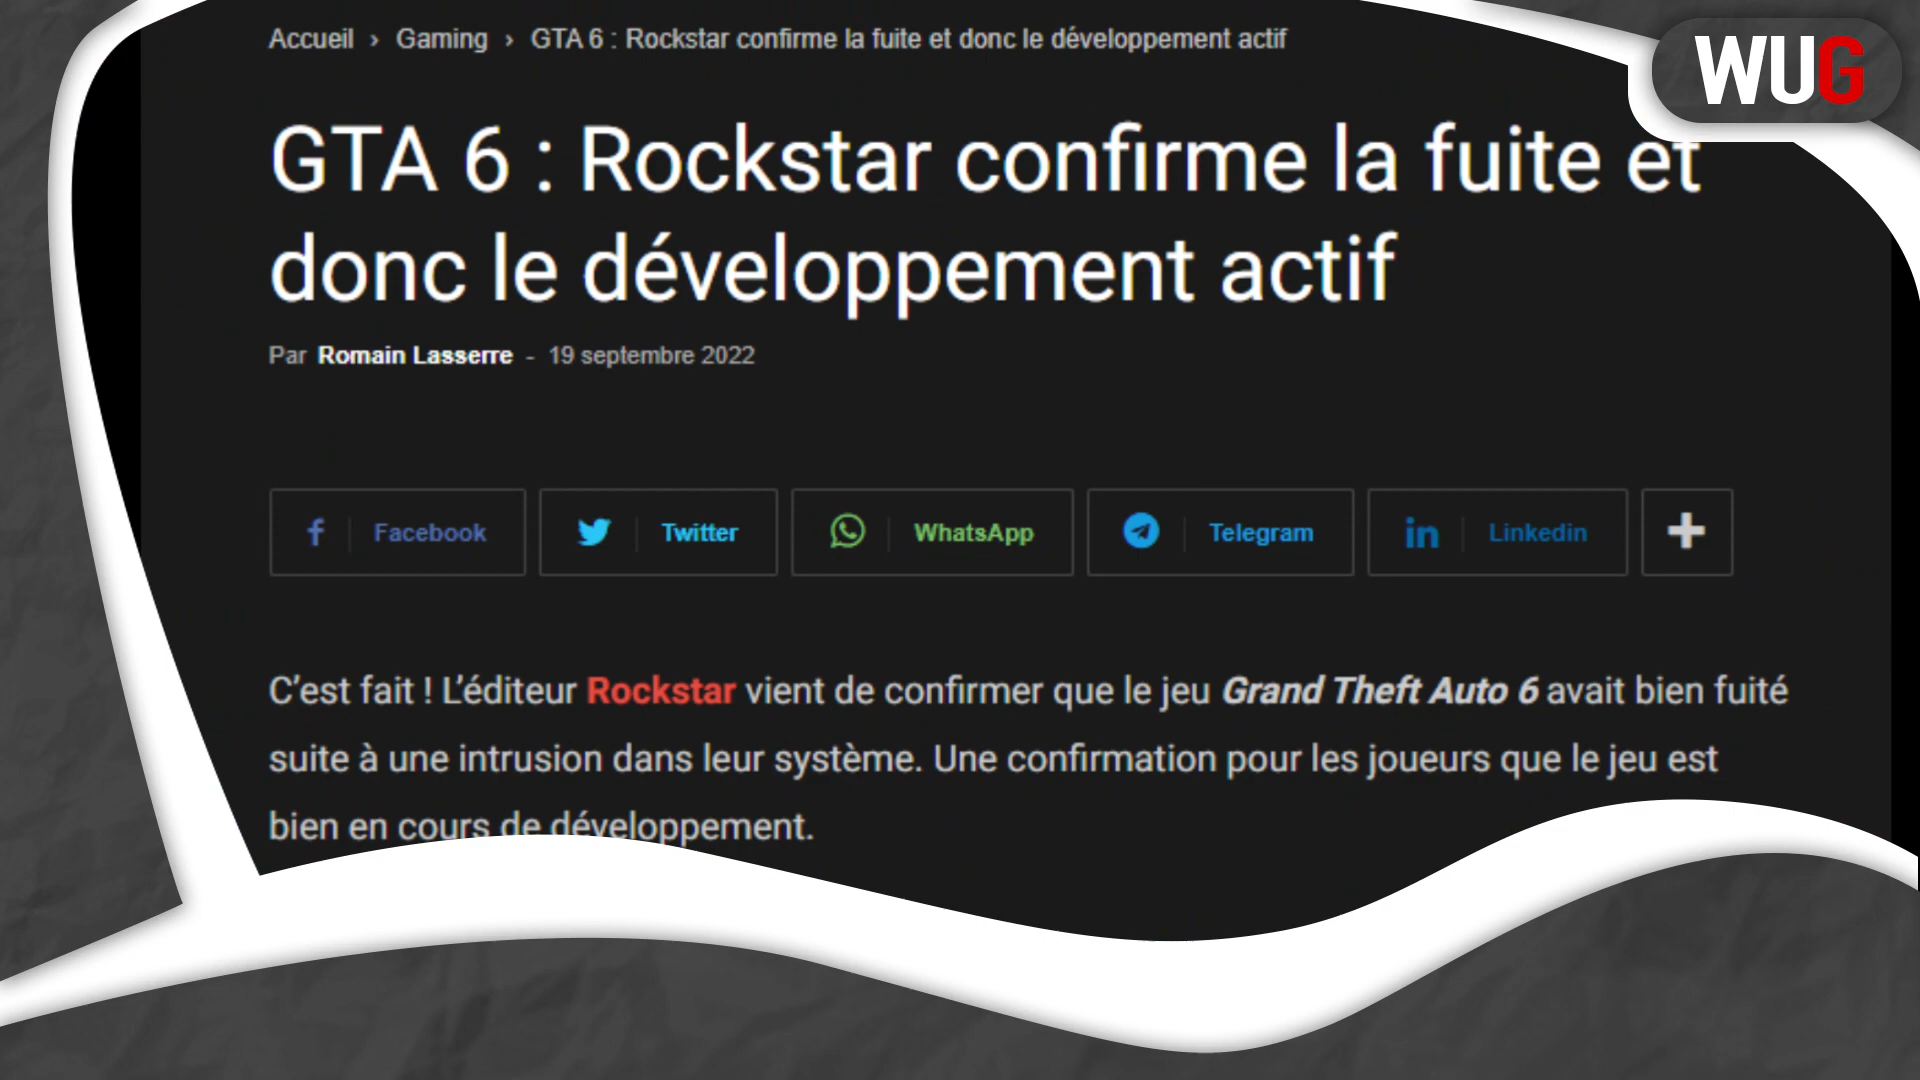 Accueil › Gaming › GTA 6 : Rockstar confirme la fuite et donc le développement actif
WUG
GTA 6 : Rockstar confirme la fuite et
donc le développement actif
Par Romain Lasserre - 19 septembre 2022
Facebook Twitter WhatsApp Telegram Linkedin
C’est fait ! L’éditeur Rockstar vient de confirmer que le jeu Grand Theft Auto 6 avait bien fuité
suite à une intrusion dans leur système. Une confirmation pour les joueurs que le jeu est
bien en cours de développement.